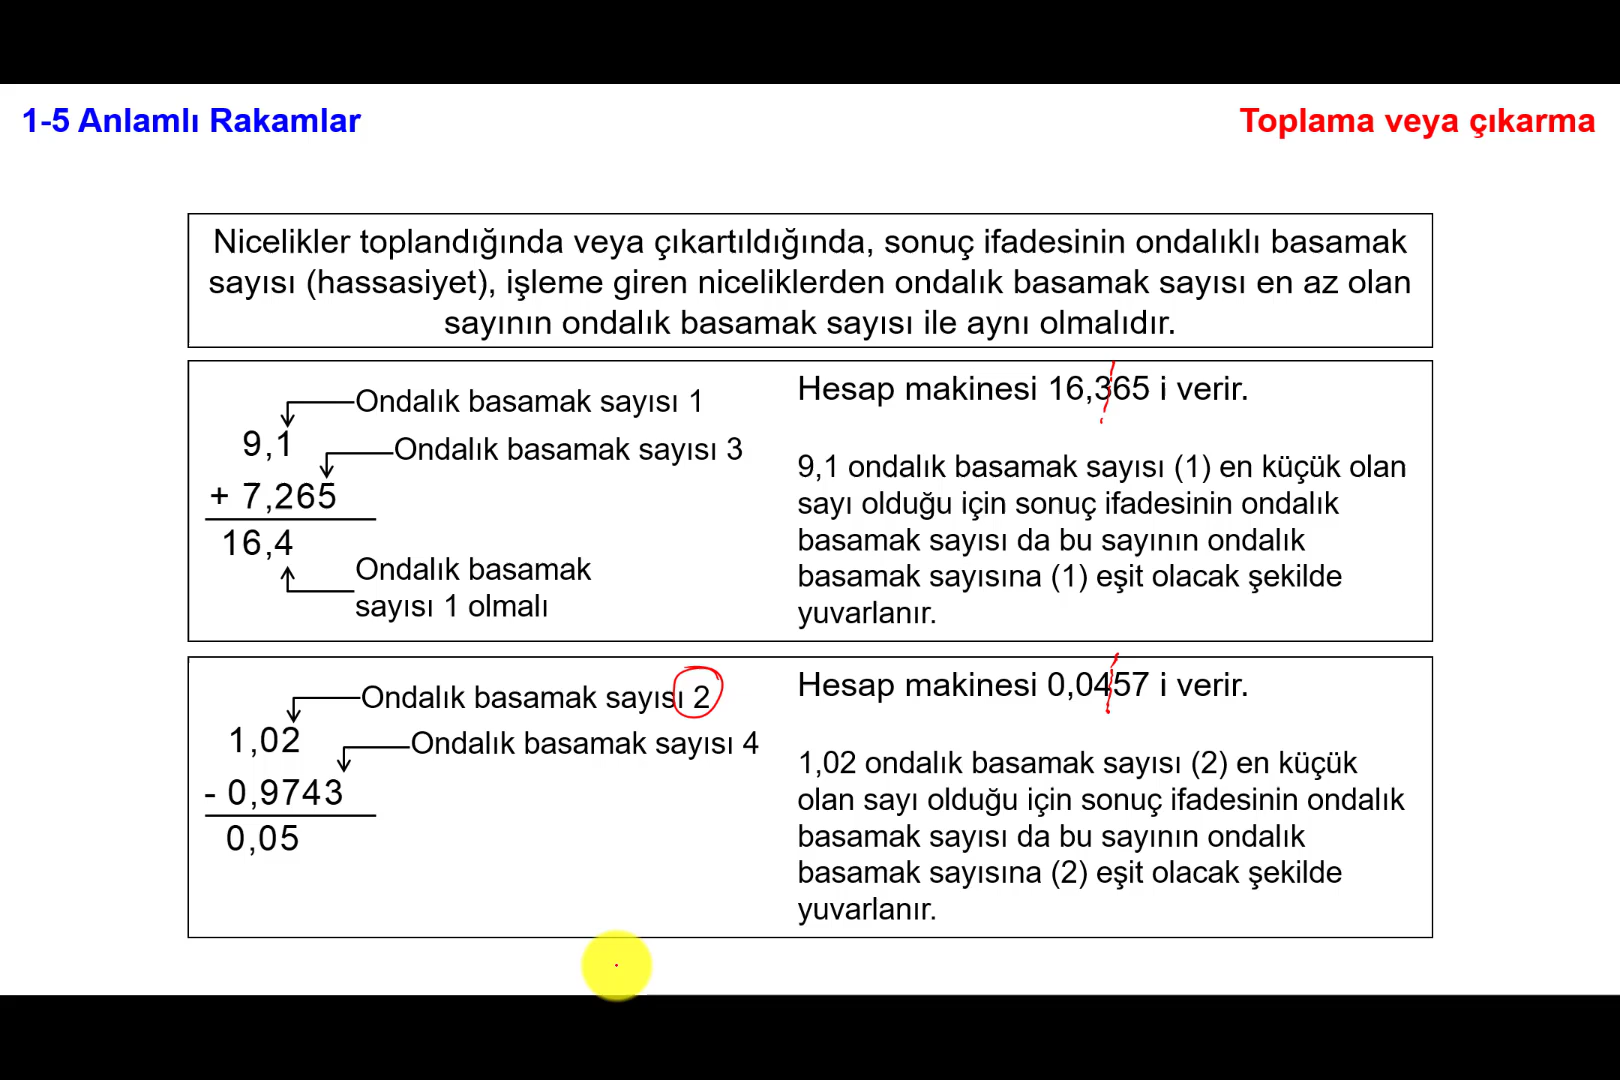 1-5 Anlamlı Rakamlar
Toplama veya çıkarma
Nicelikler toplandığında veya çıkartıldığında, sonuç ifadesinin ondalıklı basamak
sayısı (hassasiyet), işleme giren niceliklerden ondalık basamak sayısı en az olan
sayının ondalık basamak sayısı ile aynı olmalıdır.
Ondalık basamak sayısı 1
9,1
Ondalık basamak sayısı 3
+ 7,265
16,4
Ondalık basamak
sayısı 1 olmalı
Hesap makinesi 16,365 i verir.
9,1 ondalık basamak sayısı (1) en küçük olan
sayı olduğu için sonuç ifadesinin ondalık
basamak sayısı da bu sayının ondalık
basamak sayısına (1) eşit olacak şekilde
yuvarlanır.
Ondalık basamak sayısı 2
1,02
Ondalık basamak sayısı 4
- 0,9743
0,05
Hesap makinesi 0,0457 i verir.
1,02 ondalık basamak sayısı (2) en küçük
olan sayı olduğu için sonuç ifadesinin ondalık
basamak sayısı da bu sayının ondalık
basamak sayısına (2) eşit olacak şekilde
yuvarlanır.